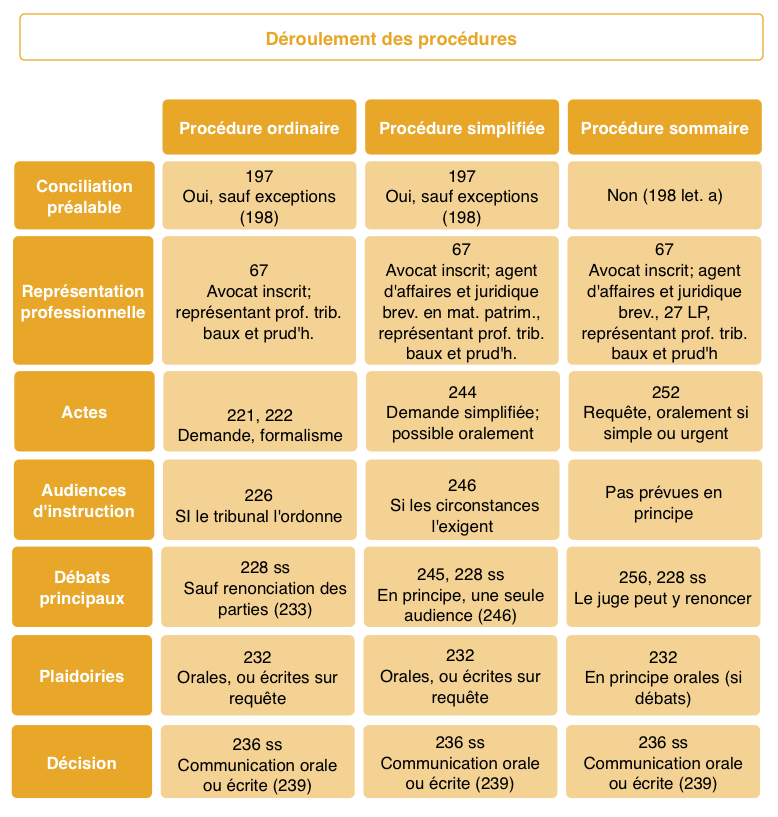 Déroulement des procédures
Procédure ordinaire
Procédure simplifiée
Procédure sommaire
Conciliation
préalable
197
Oui, sauf exceptions
(198)
197
Oui, sauf exceptions
(198)
Non (198 let. a)
Représentation
professionnelle
67
Avocat inscrit;
représentant prof. trib.
baux et prud'h.
67
Avocat inscrit; agent
d'affaires et juridique
brev. en mat. patrim.,
représentant prof. trib.
baux et prud'h.
67
Avocat inscrit; agent
d'affaires et juridique
brev., 27 LP,
représentant prof. trib.
baux et prud'h
Actes
221, 222
Demande, formalisme
244
Demande simplifiée;
possible oralement
252
Requête, oralement si
simple ou urgent
Audiences
d'instruction
226
SI le tribunal l'ordonne
246
Si les circonstances
l'exigent
Pas prévues en
principe
Débats
principaux
228 ss
Sauf renonciation des
parties (233)
245, 228 ss
En principe, une seule
audience (246)
256, 228 ss
Le juge peut y renoncer
Plaidoiries
232
Orales, ou écrites sur
requête
232
Orales, ou écrites sur
requête
232
En principe orales (si
débats)
Décision
236 ss
Communication orale
ou écrite (239)
236 ss
Communication orale
ou écrite (239)
236 ss
Communication orale
ou écrite (239)